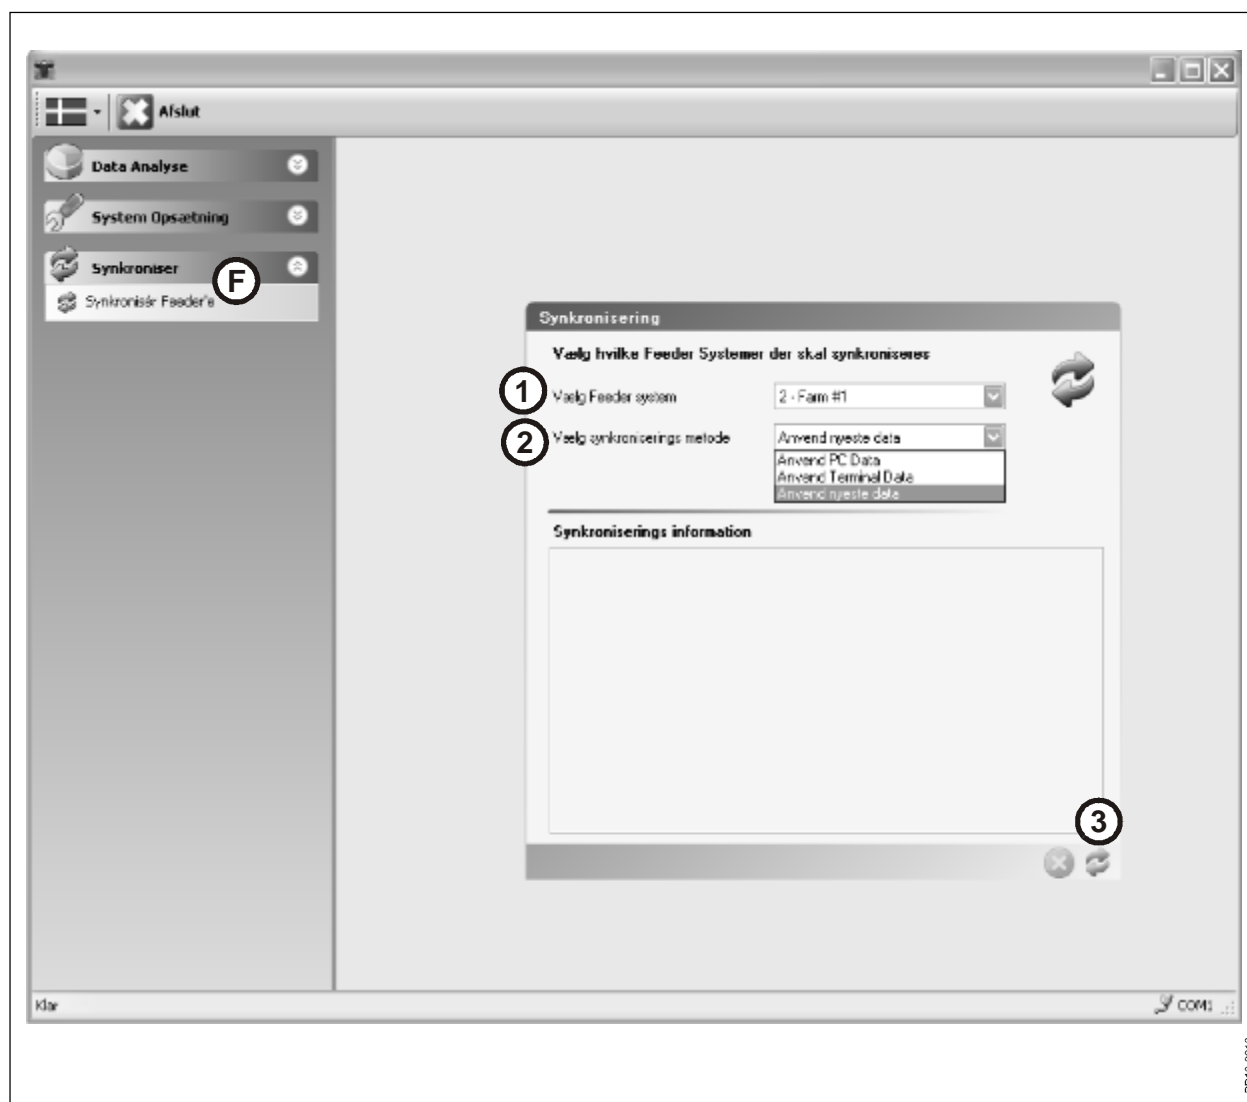 Afslut
Data Analyse
System Opsætning
Synkroniser
F
Synkronisér Feeder'e
Synkronisering
Vælg hvilke Feeder Systemer der skal synkroniseres
1
Vælg Feeder system
2 - Farm #1
2
Vælg synkroniserings metode
Anvend nyeste data
Anvend PC Data
Anvend Terminal Data
Anvend nyeste data
Synkroniserings information
3
Klar
COM1